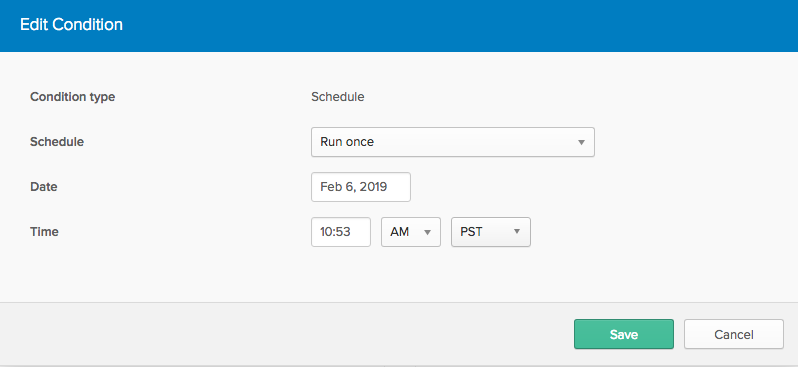 Edit Condition
Condition type Schedule
Schedule Run once
Date Feb 6, 2019
Time 10:53 AM PST
Save Cancel